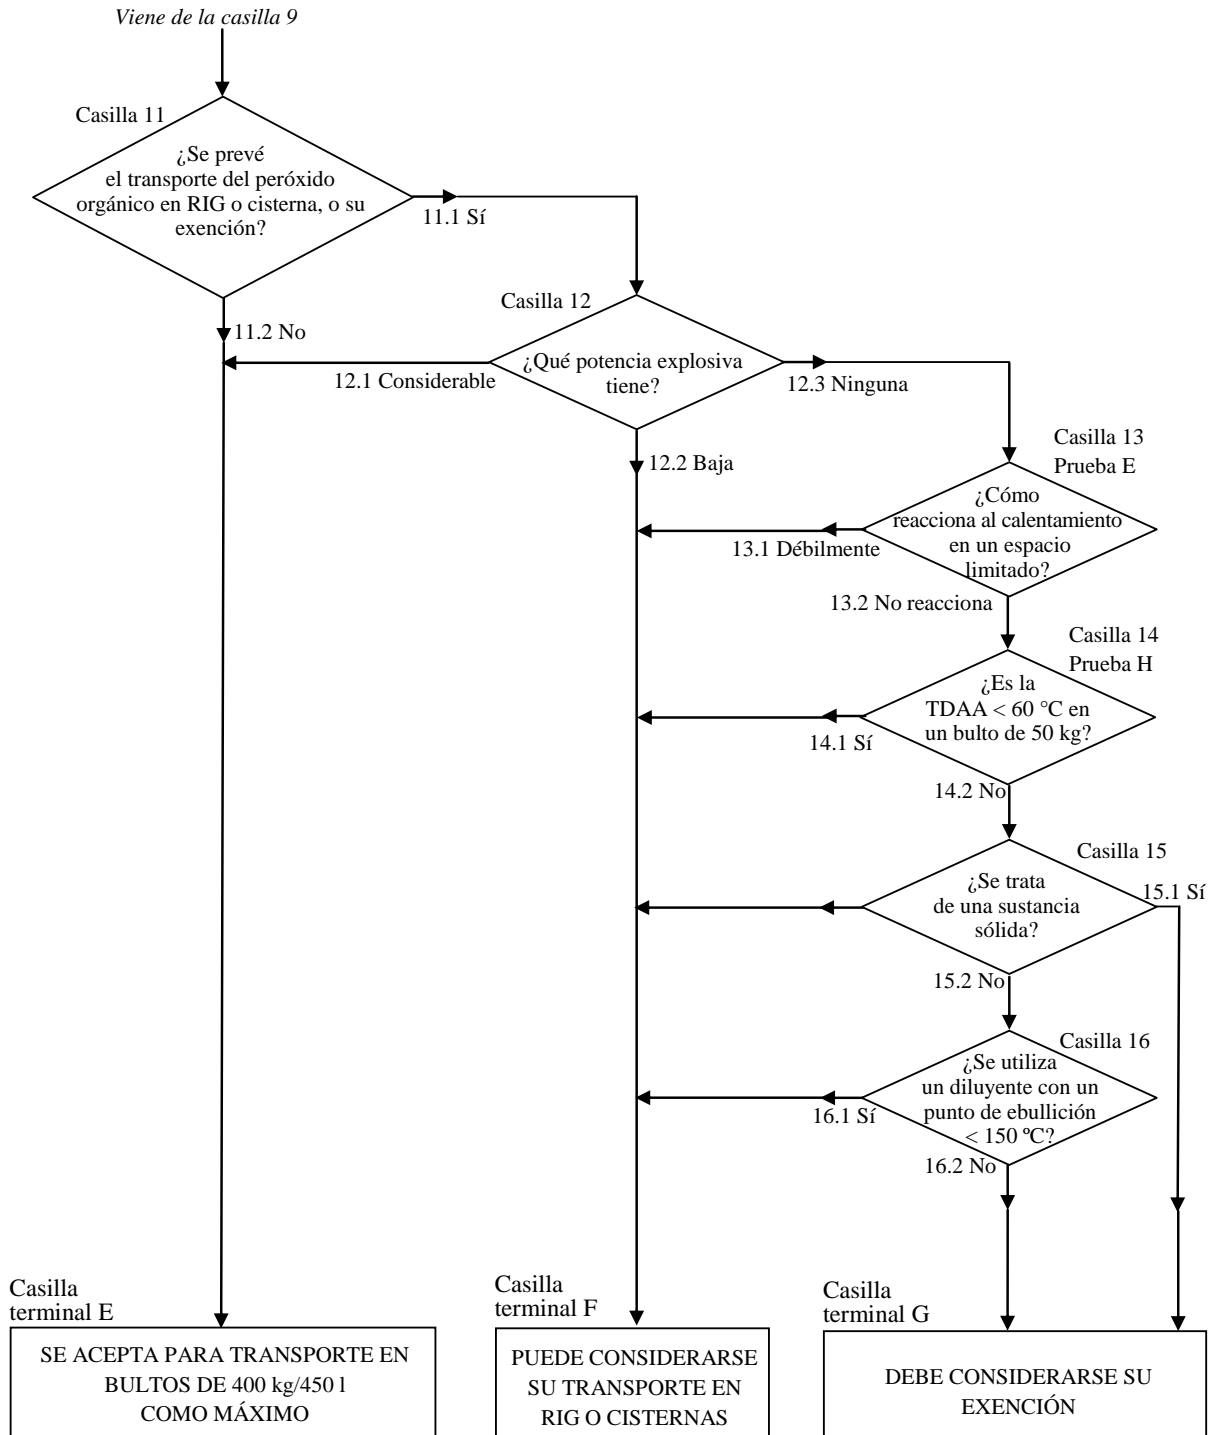 Viene de la casilla 9
Casilla 11
¿Se prevé
el transporte del peróxido
orgánico en RIG o cisterna, o su
exención?
11.1 Sí
11.2 No
Casilla 12
¿Qué potencia explosiva
tiene?
12.1 Considerable
12.3 Ninguna
12.2 Baja
Casilla 13
Prueba E
¿Cómo
reacciona al calentamiento
en un espacio
limitado?
13.1 Débilmente
13.2 No reacciona
Casilla 14
Prueba H
¿Es la
TDAA < 60 °C en
un bulto de 50 kg?
14.1 Sí
14.2 No
Casilla 15
¿Se trata
de una sustancia
sólida?
15.1 Sí
15.2 No
Casilla 16
¿Se utiliza
un diluyente con un
punto de ebullición
< 150 ºC?
16.1 Sí
16.2 No
Casilla
terminal E
SE ACEPTA PARA TRANSPORTE EN
BULTOS DE 400 kg/450 l
COMO MÁXIMO
Casilla
terminal F
PUEDE CONSIDERARSE
SU TRANSPORTE EN
RIG O CISTERNAS
Casilla
terminal G
DEBE CONSIDERARSE SU
EXENCIÓN